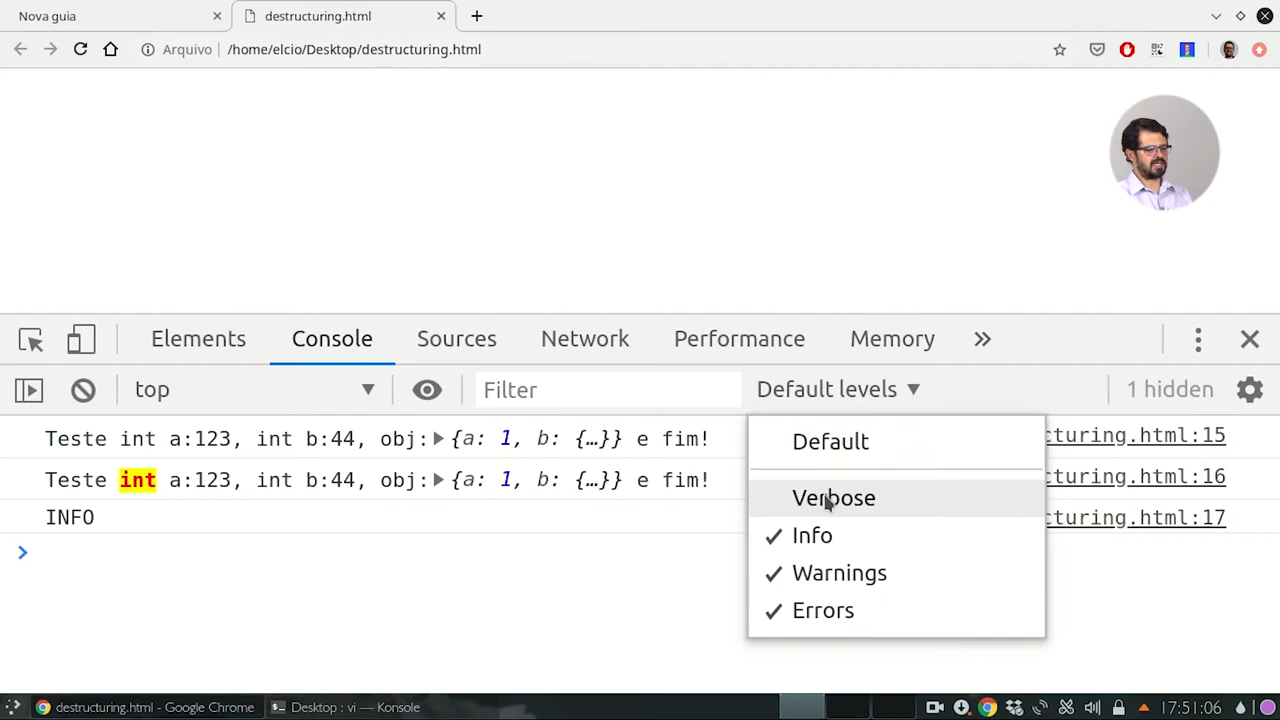 Nova guia
destructuring.html
Arquivo
/home/elcio/Desktop/destructuring.html
Elements
Console
Sources
Network
Performance
Memory
top
Filter
Default levels
1 hidden
Teste int a:123, int b:44, obj: {a: 1, b: {…}} e fim!
cturing.html:15
Teste int a:123, int b:44, obj: {a: 1, b: {…}} e fim!
cturing.html:16
INFO
cturing.html:17
Default
Verbose
Info
Warnings
Errors
destructuring.html - Google Chrome
Desktop : vi — Konsole
17:51:06